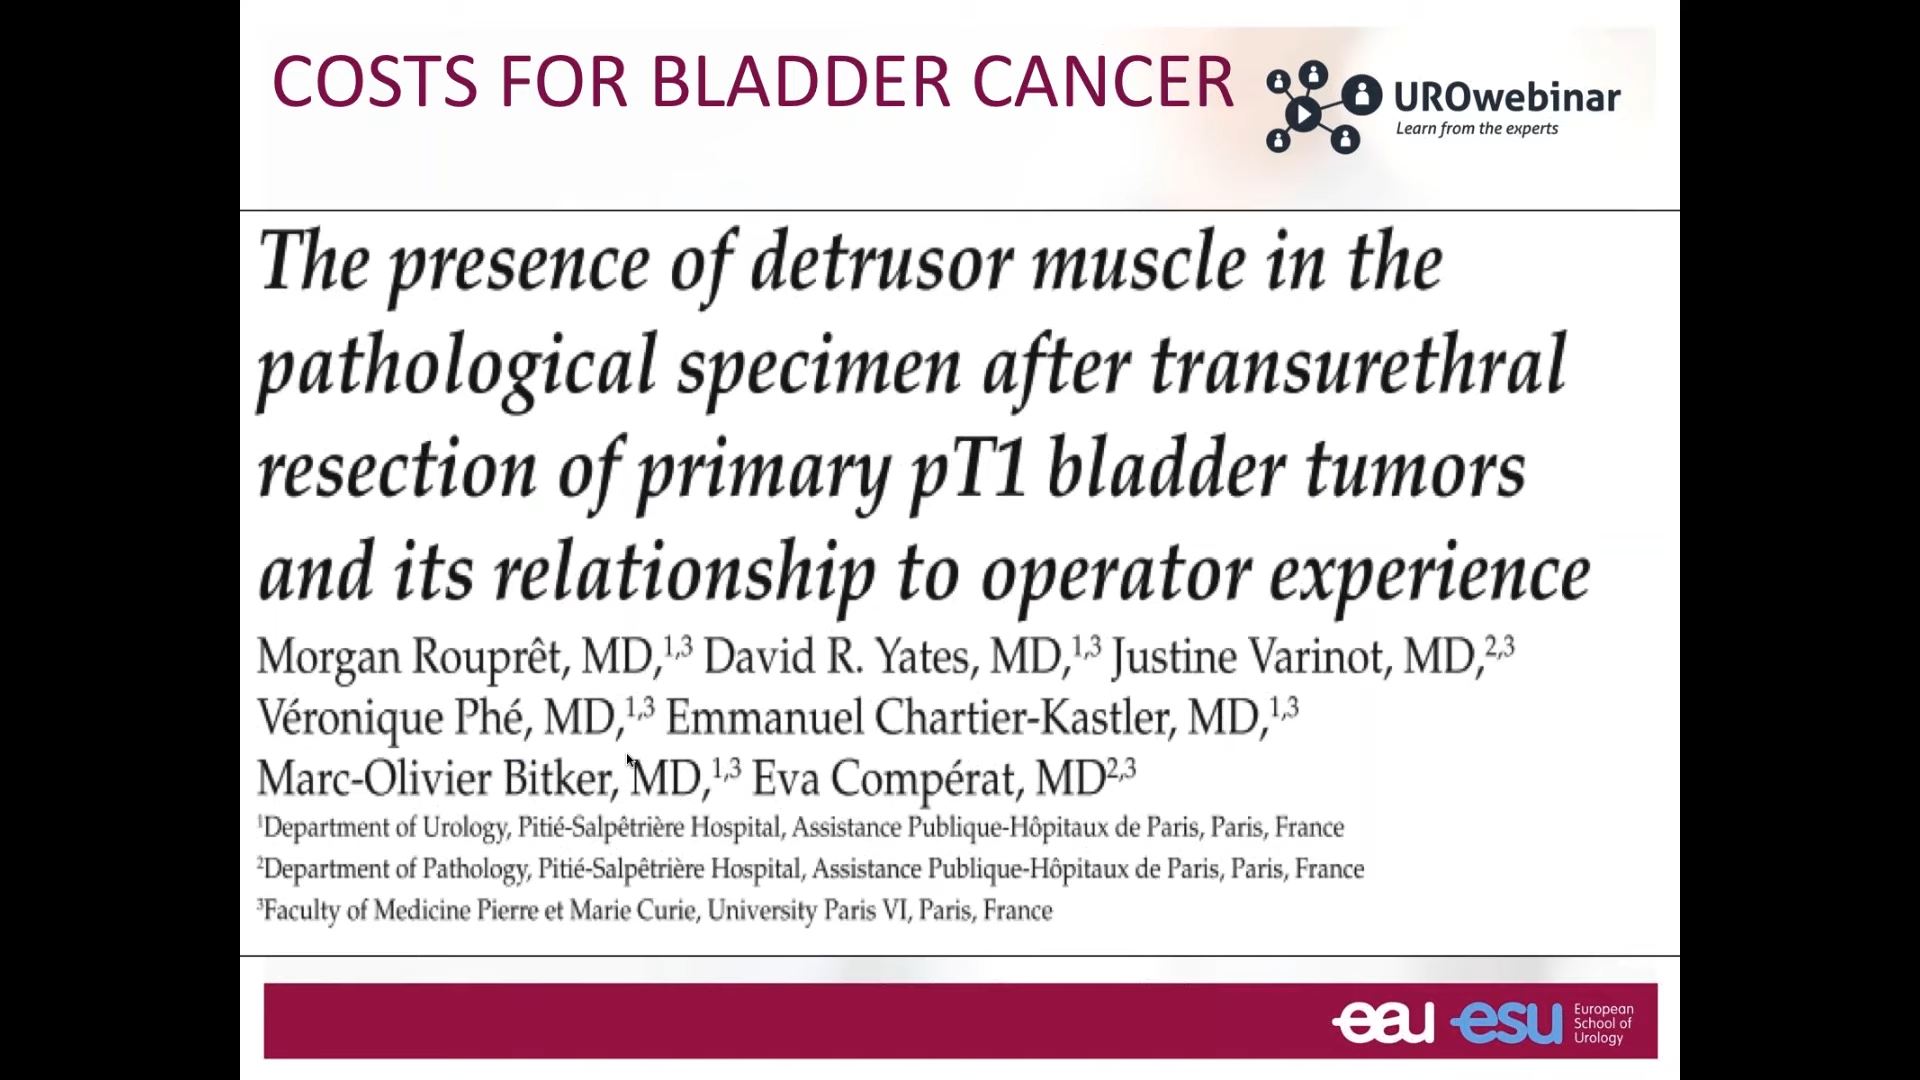 COSTS FOR BLADDER CANCER
UROwebinar
Learn from the experts
The presence of detrusor muscle in the
pathological specimen after transurethral
resection of primary pT1 bladder tumors
and its relationship to operator experience
Morgan Rouprêt, MD,1,3 David R. Yates, MD,1,3 Justine Varinot, MD,2,3
Véronique Phé, MD,1,3 Emmanuel Chartier-Kastler, MD,1,3
Marc-Olivier Bitker, MD,1,3 Eva Compérat, MD2,3
1Department of Urology, Pitié-Salpêtrière Hospital, Assistance Publique-Hôpitaux de Paris, Paris, France
2Department of Pathology, Pitié-Salpêtrière Hospital, Assistance Publique-Hôpitaux de Paris, Paris, France
3Faculty of Medicine Pierre et Marie Curie, University Paris VI, Paris, France
eau esu European
School of
Urology